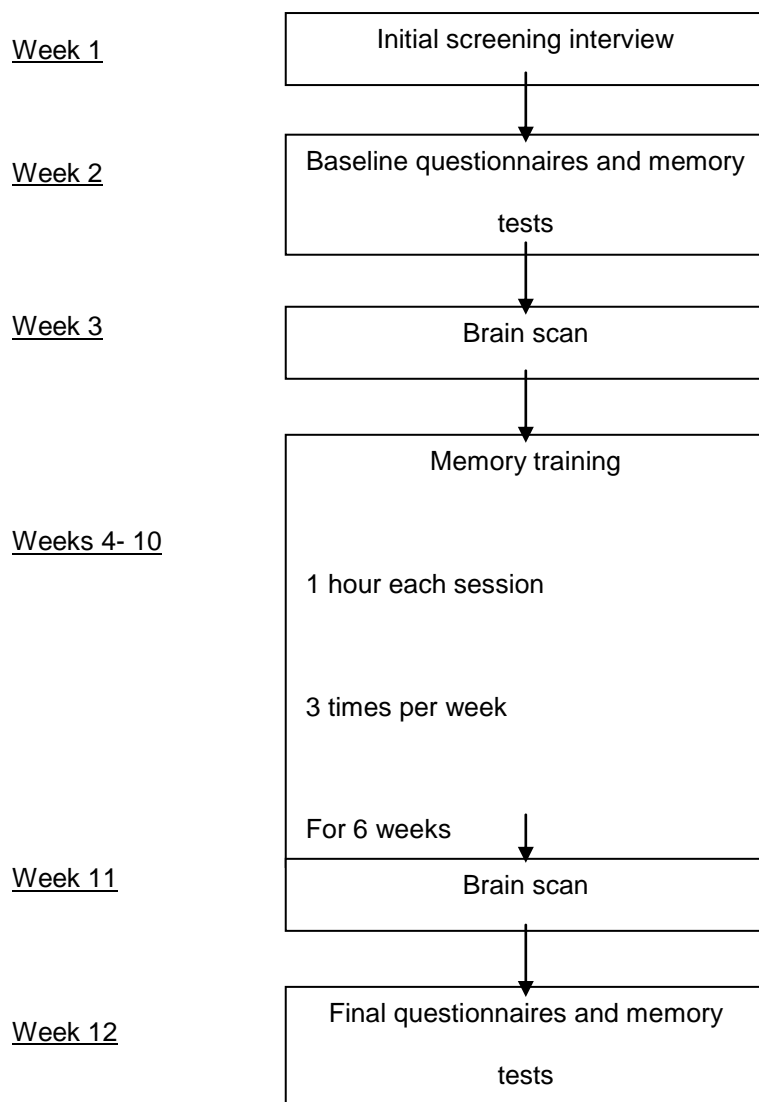 Week 1
Initial screening interview
Week 2
Baseline questionnaires and memory
tests
Week 3
Brain scan
Memory training
Weeks 4- 10
1 hour each session
3 times per week
For 6 weeks
Week 11
Brain scan
Final questionnaires and memory
Week 12
tests